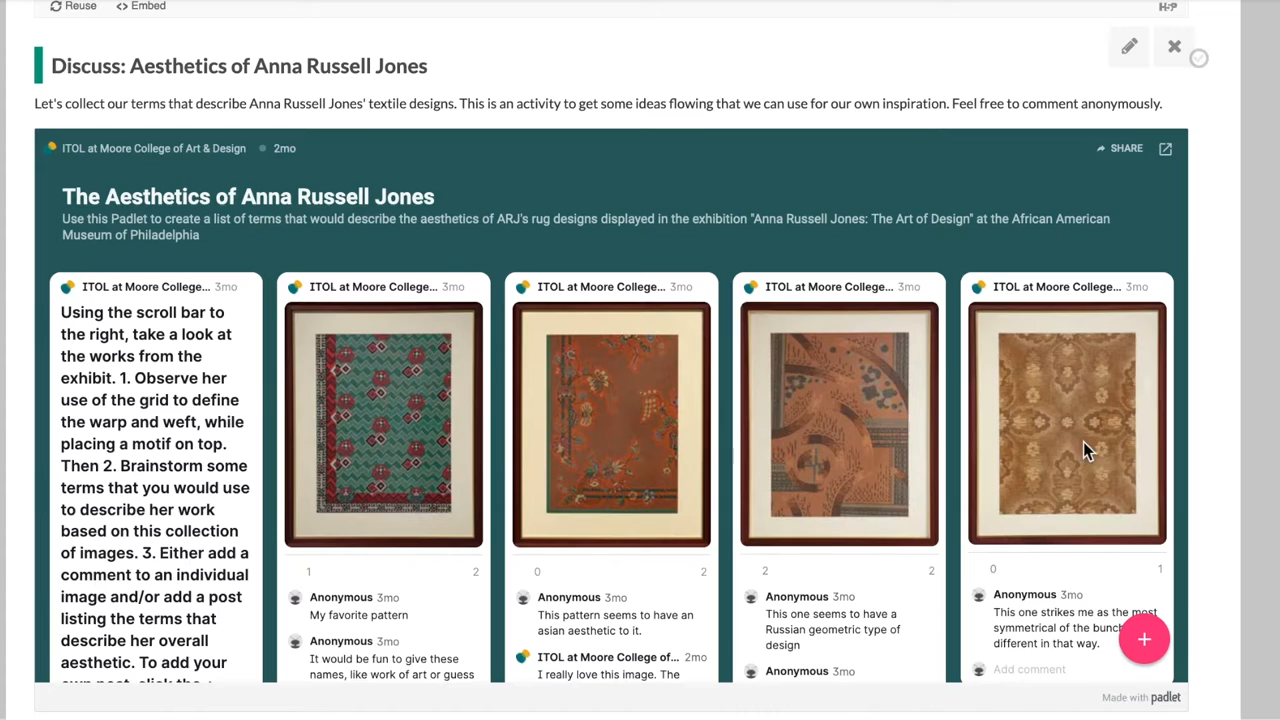 Reuse <> Embed
H-P
Discuss: Aesthetics of Anna Russell Jones
Let's collect our terms that describe Anna Russell Jones' textile designs. This is an activity to get some ideas flowing that we can use for our own inspiration. Feel free to comment anonymously.
ITOL at Moore College of Art & Design 2mo
SHARE
The Aesthetics of Anna Russell Jones
Use this Padlet to create a list of terms that would describe the aesthetics of ARJ's rug designs displayed in the exhibition "Anna Russell Jones: The Art of Design" at the African American
Museum of Philadelphia
ITOL at Moore College... 3mo
Using the scroll bar to
the right, take a look at
the works from the
exhibit. 1. Observe her
use of the grid to define
the warp and weft, while
placing a motif on top.
Then 2. Brainstorm some
terms that you would use
to describe her work
based on this collection
of images. 3. Either add a
comment to an individual
image and/or add a post
listing the terms that
describe her overall
aesthetic. To add your
own post, click the
ITOL at Moore College... 3mo
1 2
Anonymous 3mo
My favorite pattern
Anonymous 3mo
It would be fun to give these
names, like work of art or guess
ITOL at Moore College... 3mo
0 2
Anonymous 3mo
This pattern seems to have an
asian aesthetic to it.
ITOL at Moore College of... 2mo
I really love this image. The
ITOL at Moore College... 3mo
2 2
Anonymous 3mo
This one seems to have a
Russian geometric type of
design
Anonymous 3mo
ITOL at Moore College... 3mo
0 1
Anonymous 3mo
This one strikes me as the most
symmetrical of the bunch
different in that way.
Add comment
Made with padlet